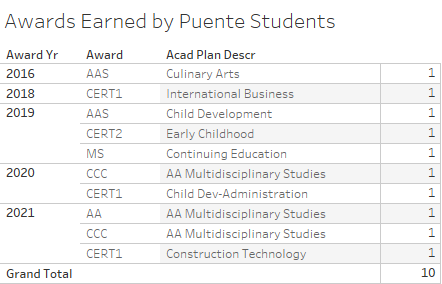 Awards Earned by Puente Students
Award Yr Award Acad Plan Descr
2016 AAS Culinary Arts 1
2018 CERT1 International Business 1
2019 AAS Child Development 1
CERT2 Early Childhood 1
MS Continuing Education 1
2020 CCC AA Multidisciplinary Studies 1
CERT1 Child Dev-Administration 1
2021 AA AA Multidisciplinary Studies 1
CCC AA Multidisciplinary Studies 1
CERT1 Construction Technology 1
Grand Total 10